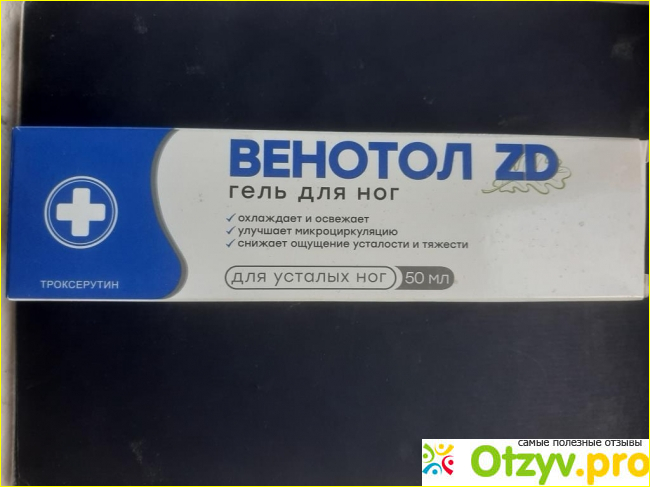 ВЕНОТОЛ ZD
гель для ног
охлаждает и освежает
улучшает микроциркуляцию
снижает ощущение усталости и тяжести
для усталых ног 50 мл
ТРОКСЕРУТИН
самые полезные отзывы
Otzyv.pro